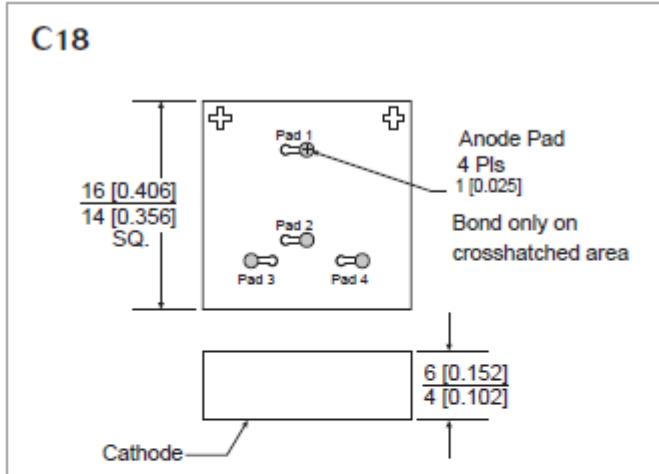 C18
Pad 1
Anode Pad
4 Pls
1 [0.025]
16 [0.406]
14 [0.356]
SQ.
Pad 2
Bond only on
crosshatched area
Pad 3
Pad 4
6 [0.152]
4 [0.102]
Cathode